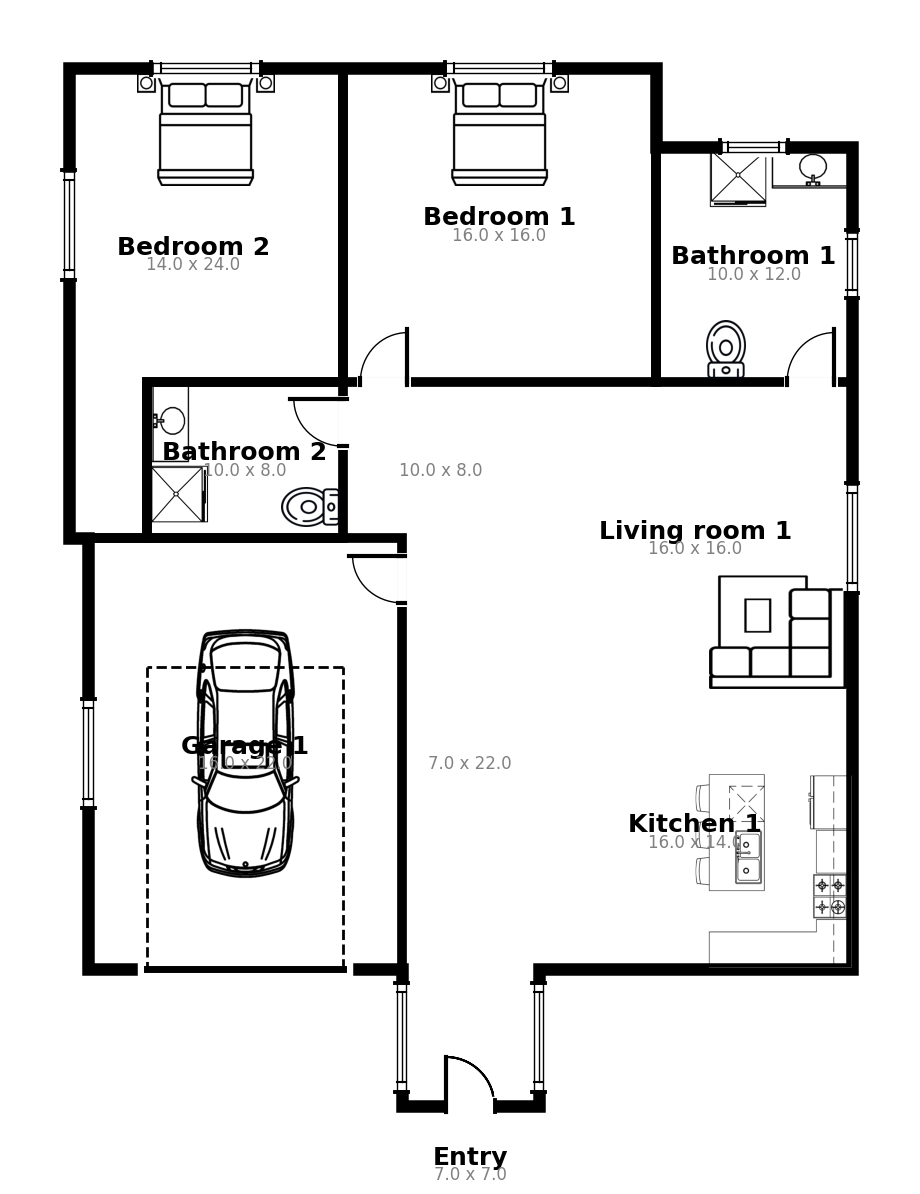 Bedroom 1
16.0 x 16.0
Bedroom 2
14.0 x 24.0
Bathroom 1
10.0 x 12.0
Bathroom 2
10.0 x 8.0
10.0 x 8.0
Living room 1
16.0 x 16.0
Garage 1
16.0 x 22.0
7.0 x 22.0
Kitchen 1
16.0 x 14.0
Entry
7.0 x 7.0